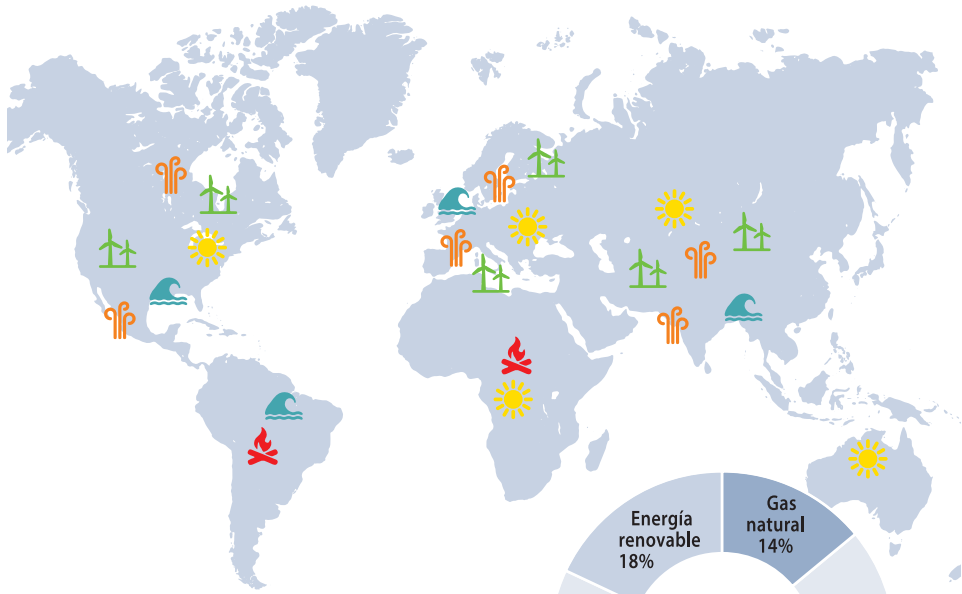 Energía
renovable
18%
Gas
natural
14%